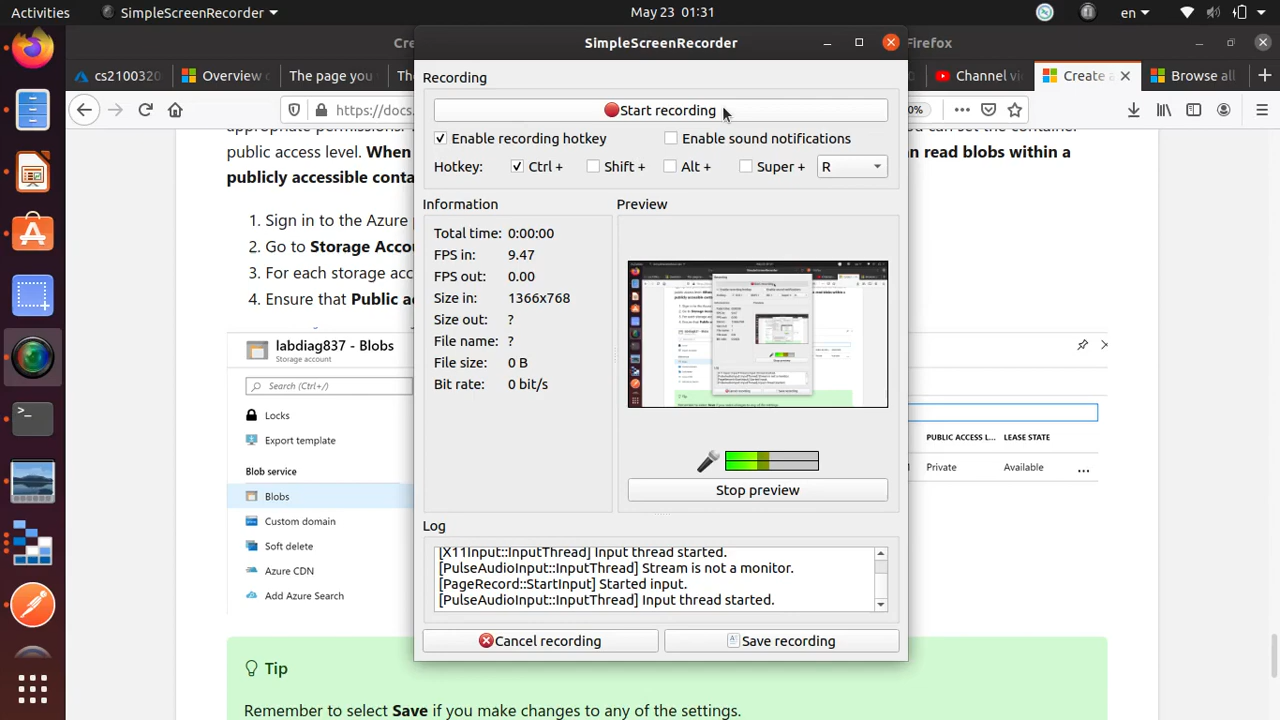 Activities
SimpleScreenRecorder
May 23 01:31
en
SimpleScreenRecorder
Cre
Firefox
cs2100320
Overview
The page you
Channel vi
Create a
Browse all
https://docs.
0%
appropriate permissions.
ou can set the container
public access level. When
an read blobs within a
publicly accessible conta
1. Sign in to the Azure p
2. Go to Storage Accou
3. For each storage acc
4. Ensure that Public a
Recording
Start recording
Enable recording hotkey
Enable sound notifications
Hotkey:
Ctrl +
Shift +
Alt +
Super +
R
Information
Total time: 0:00:00
FPS in: 9.47
FPS out: 0.00
Size in: 1366x768
Size out: ?
File name: ?
File size: 0 B
Bit rate: 0 bit/s
Preview
Stop preview
Log
[X11Input::InputThread] Input thread started.
[PulseAudioInput::InputThread] Stream is not a monitor.
[PageRecord::StartInput] Started input.
[PulseAudioInput::InputThread] Input thread started.
Cancel recording
Save recording
labdiag837 - Blobs
Storage account
Search (Ctrl+/)
Locks
Export template
Blob service
Blobs
Custom domain
Soft delete
Azure CDN
Add Azure Search
PUBLIC ACCESS L...
LEASE STATE
Private
Available
Tip
Remember to select Save if you make changes to any of the settings.